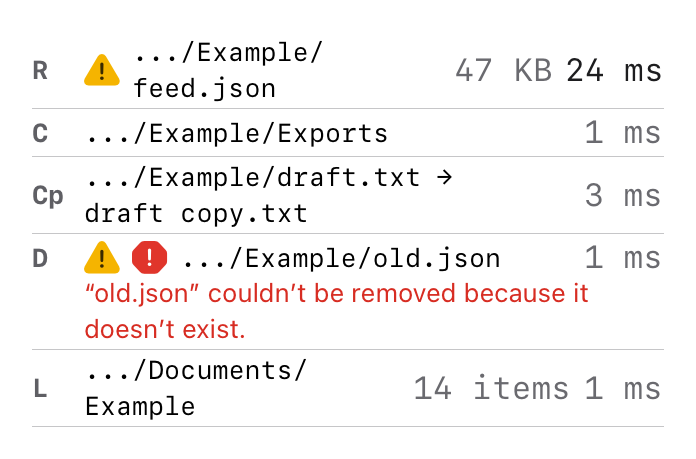 R ⚠ .../Example/ 47 KB 24 ms
feed.json
C .../Example/Exports 1 ms
Cp .../Example/draft.txt → 3 ms
draft copy.txt
D ! ! .../Example/old.json 1 ms
“old.json” couldn’t be removed because it
doesn’t exist.
L .../Documents/ 14 items 1 ms
Example